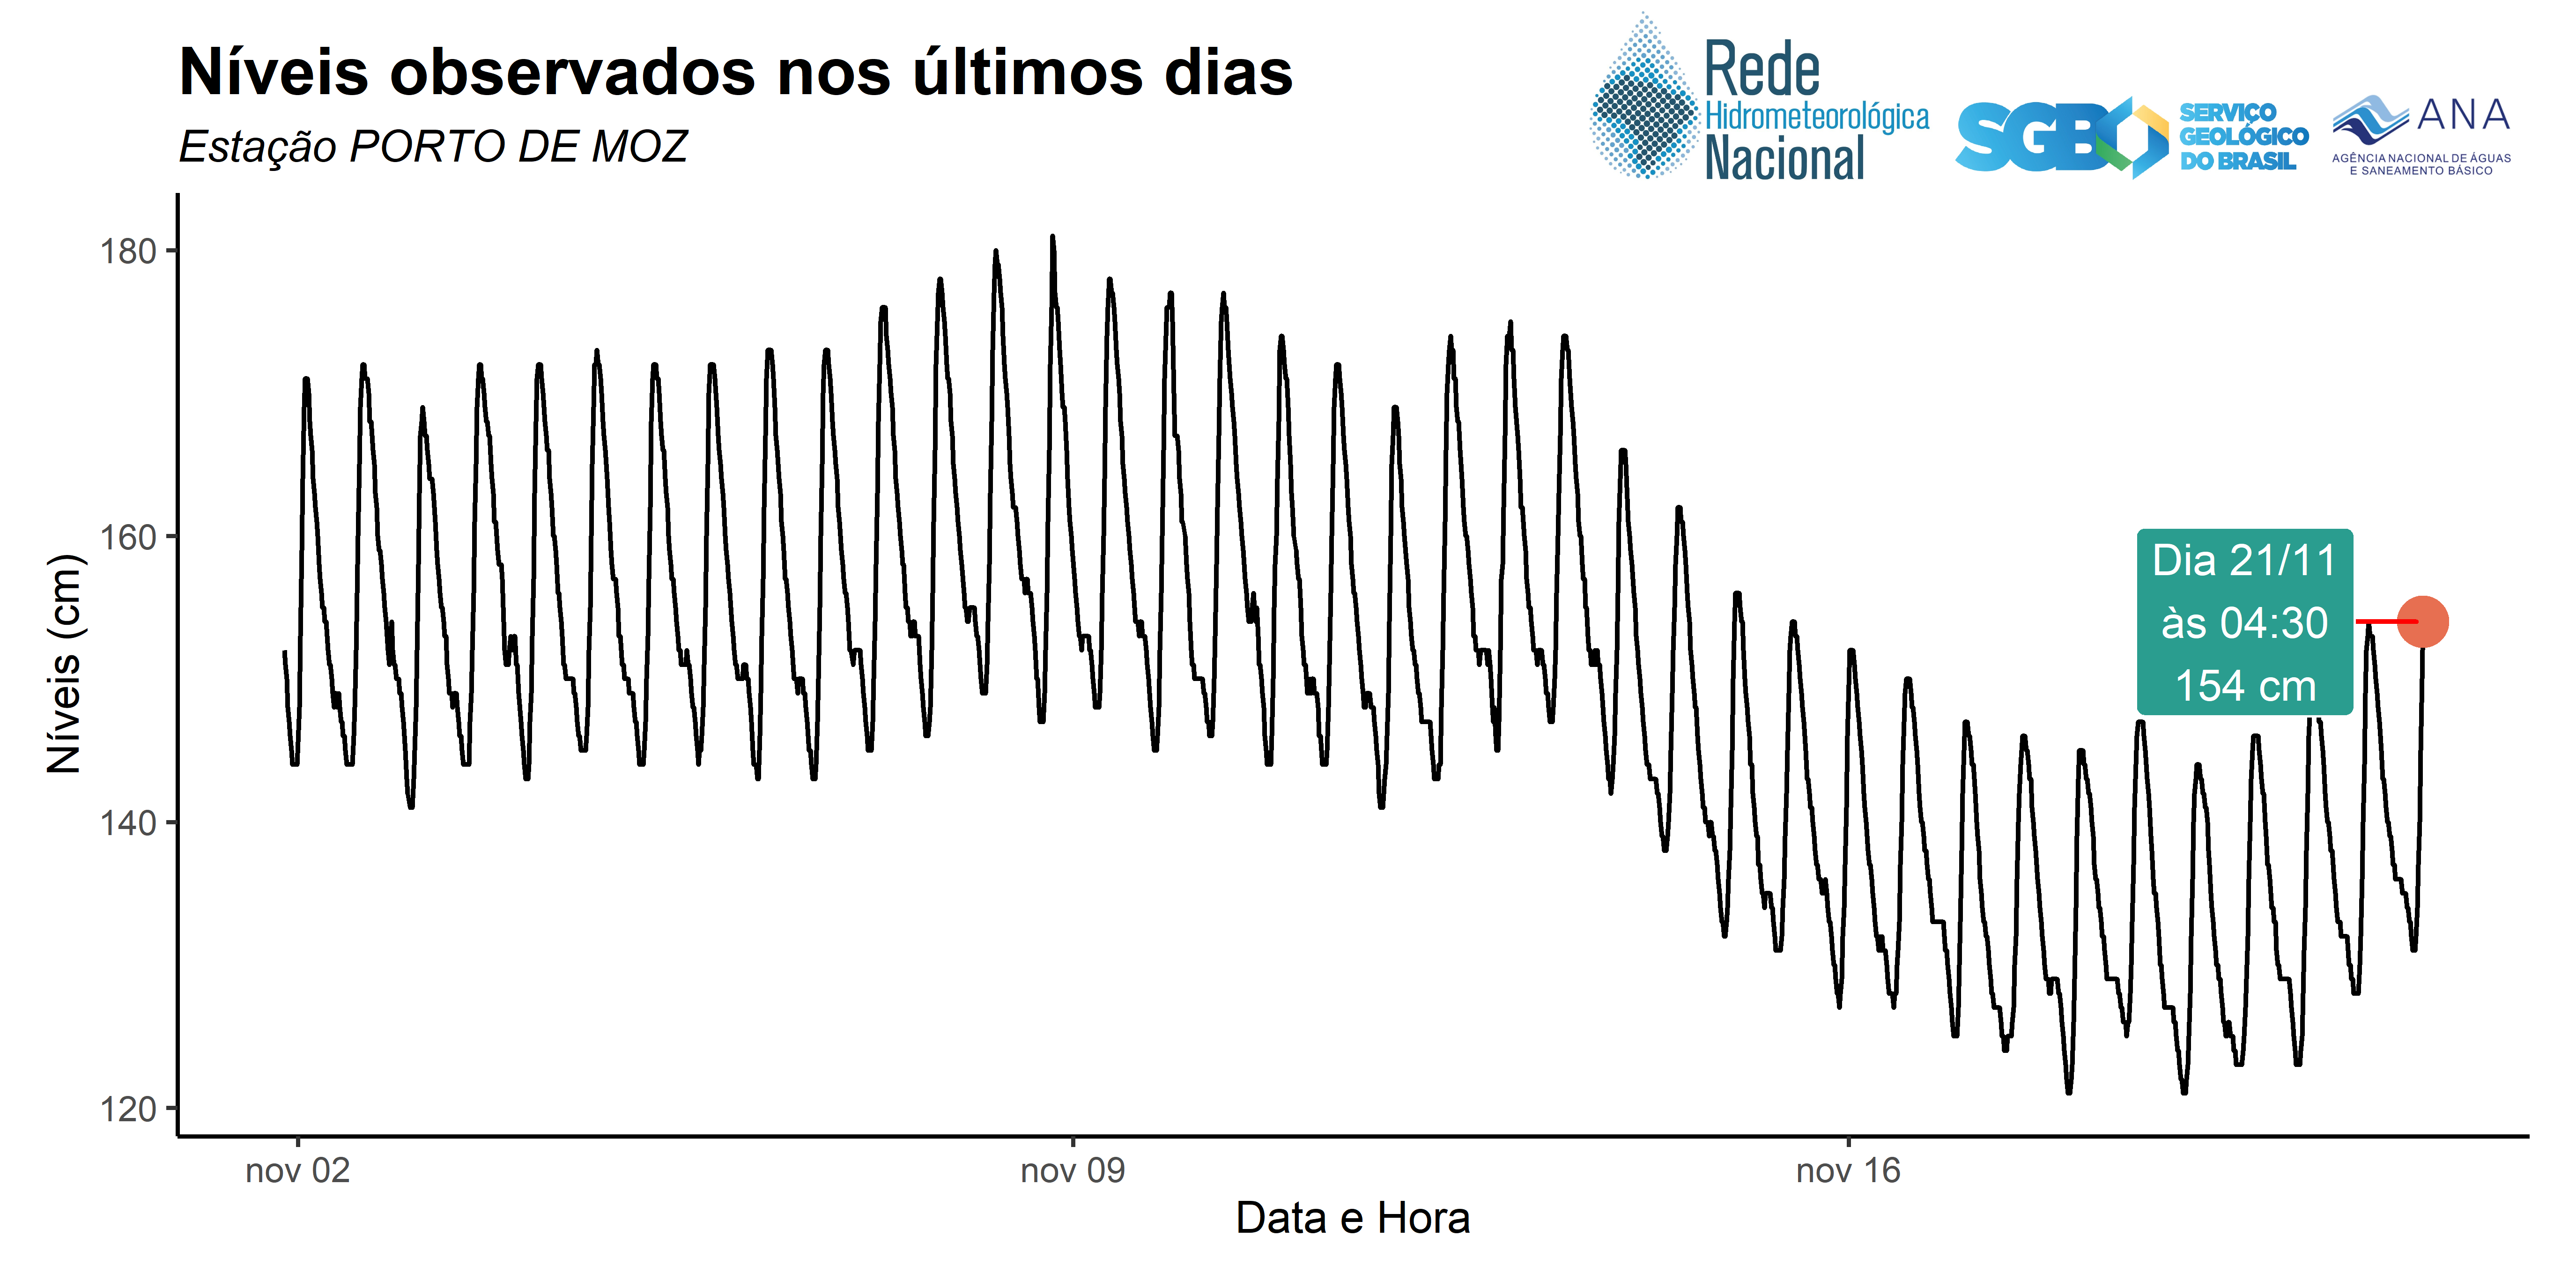 Níveis observados nos últimos dias
Estação PORTO DE MOZ
Rede
Hidrometeorológica
Nacional
SGB
SERVIÇO
GEOLÓGICO
DO BRASIL
ANA
AGÊNCIA NACIONAL DE ÁGUAS
E SANEAMENTO BÁSICO
Níveis (cm)
180
160
140
120
Dia 21/11
às 04:30
154 cm
nov 02
nov 09
nov 16
Data e Hora